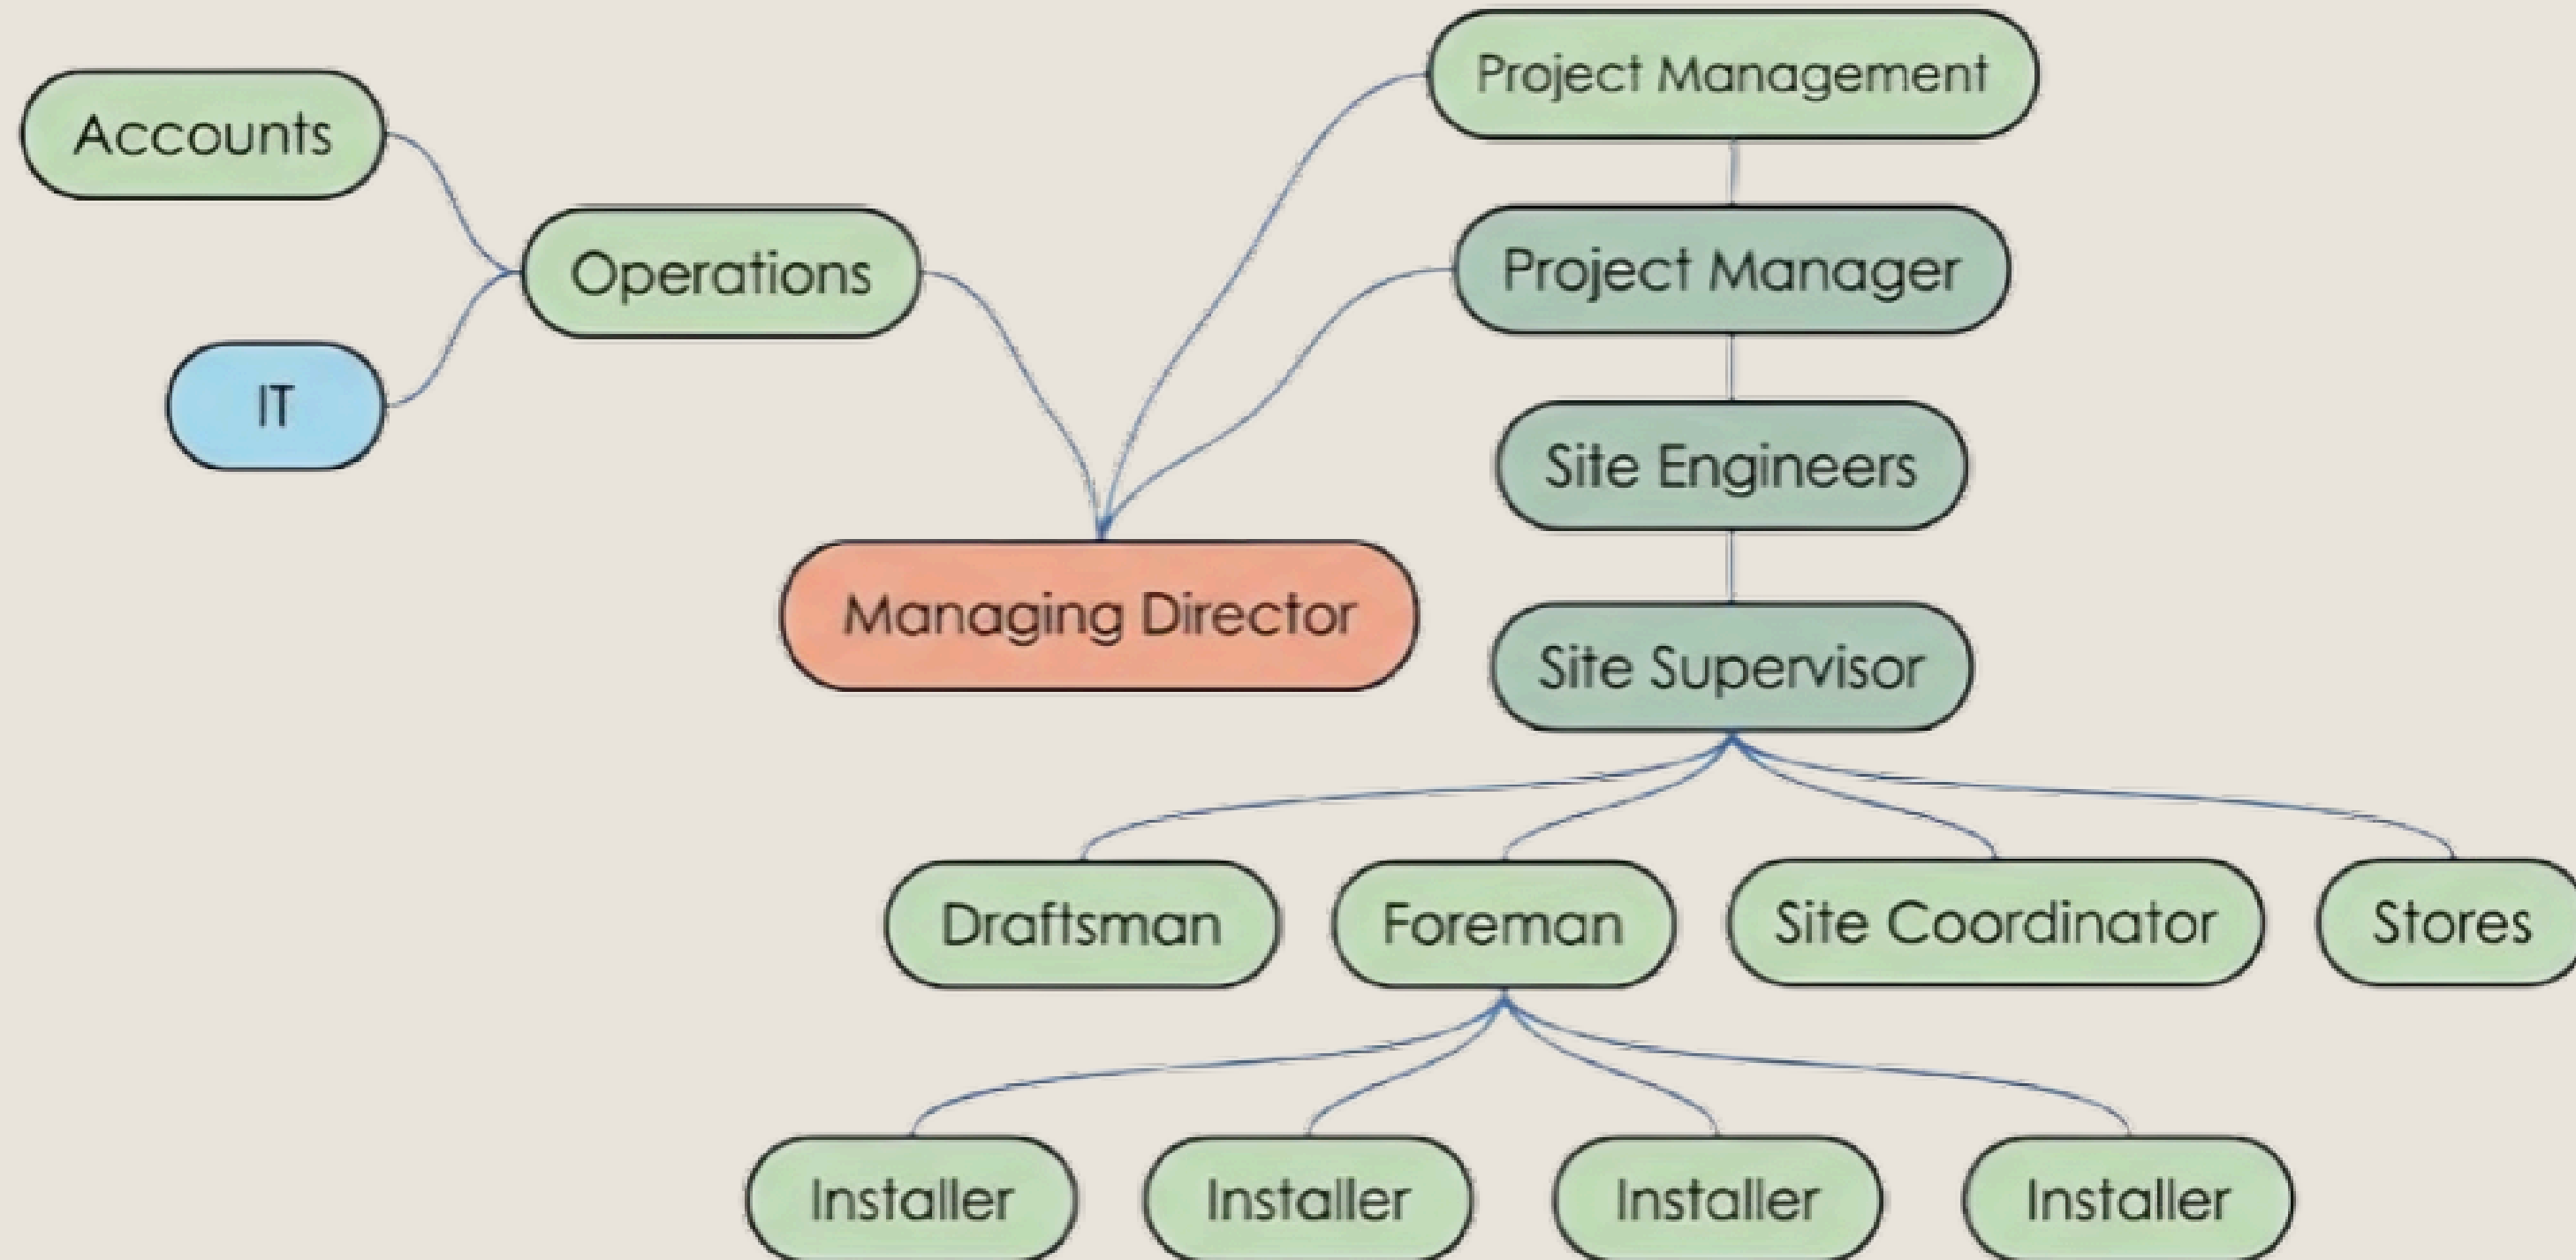 Project Management
Accounts
Operations
Project Manager
IT
Site Engineers
Managing Director
Site Supervisor
Draftsman
Foreman
Site Coordinator
Stores
Installer
Installer
Installer
Installer